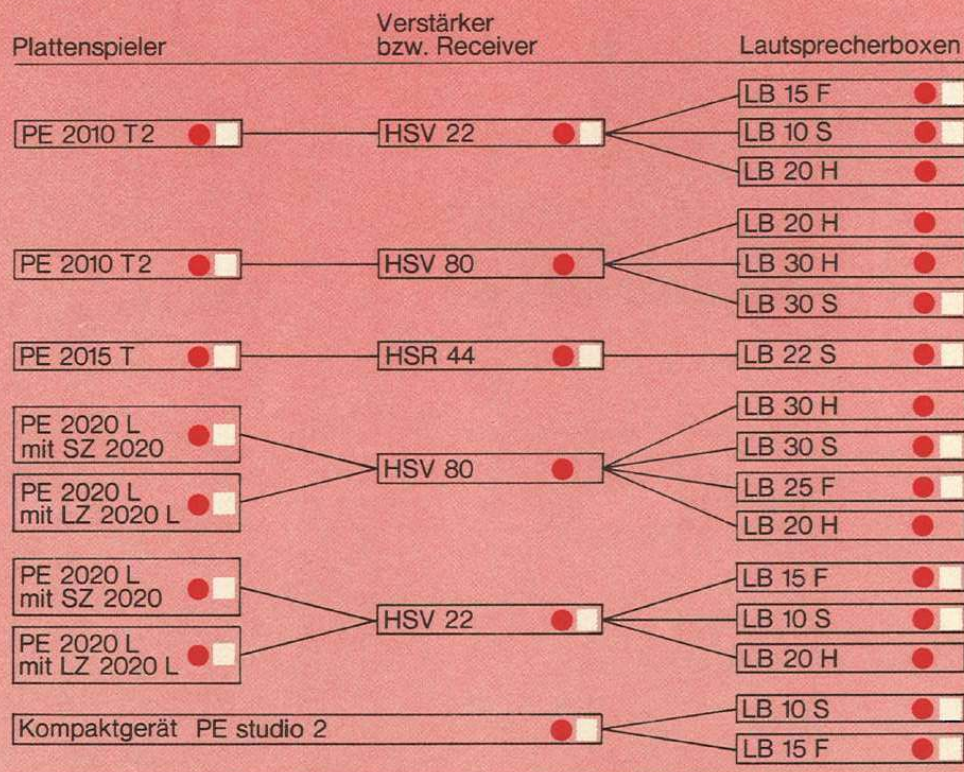 Plattenspieler
Verstärker
bzw. Receiver
Lautsprecherboxen
PE 2010 T2
HSV 22
LB 15 F
LB 10 S
LB 20 H
PE 2010 T2
HSV 80
LB 20 H
LB 30 H
LB 30 S
PE 2015 T
HSR 44
LB 22 S
PE 2020 L
mit SZ 2020
PE 2020 L
mit LZ 2020 L
HSV 80
LB 30 H
LB 30 S
LB 25 F
LB 20 H
PE 2020 L
mit SZ 2020
PE 2020 L
mit LZ 2020 L
HSV 22
LB 15 F
LB 10 S
LB 20 H
Kompaktgerät PE studio 2
LB 10 S
LB 15 F